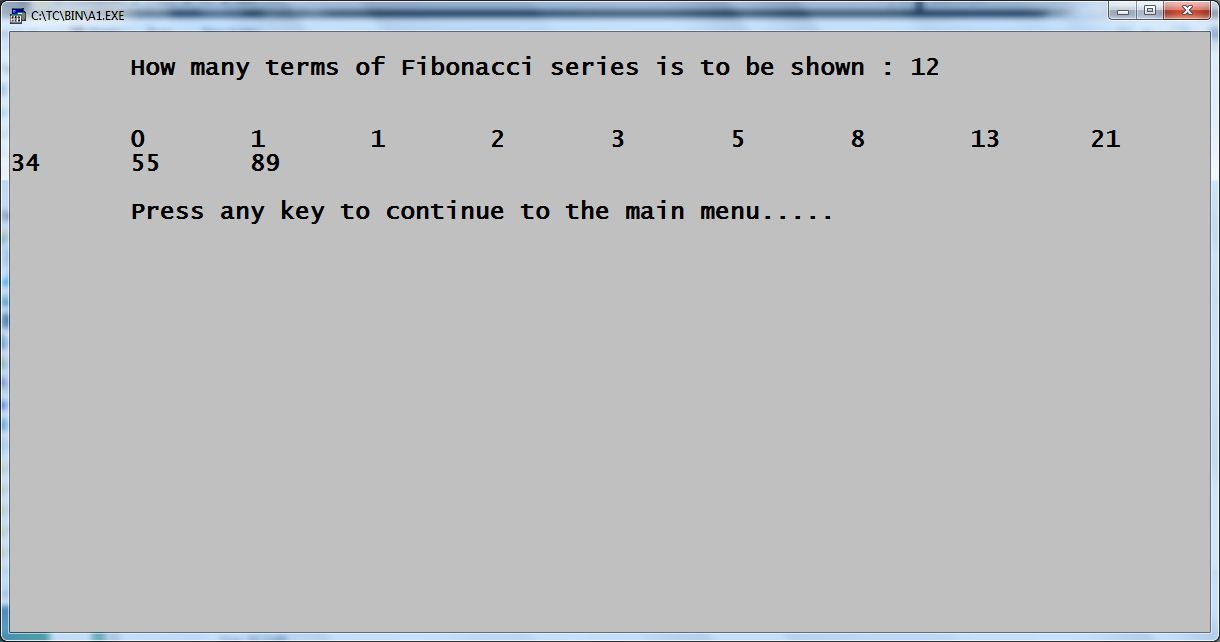 C:\TC\BIN\A1.EXE
How many terms of Fibonacci series is to be shown : 12
0 1 1 2 3 5 8 13 21
34 55 89
Press any key to continue to the main menu.....